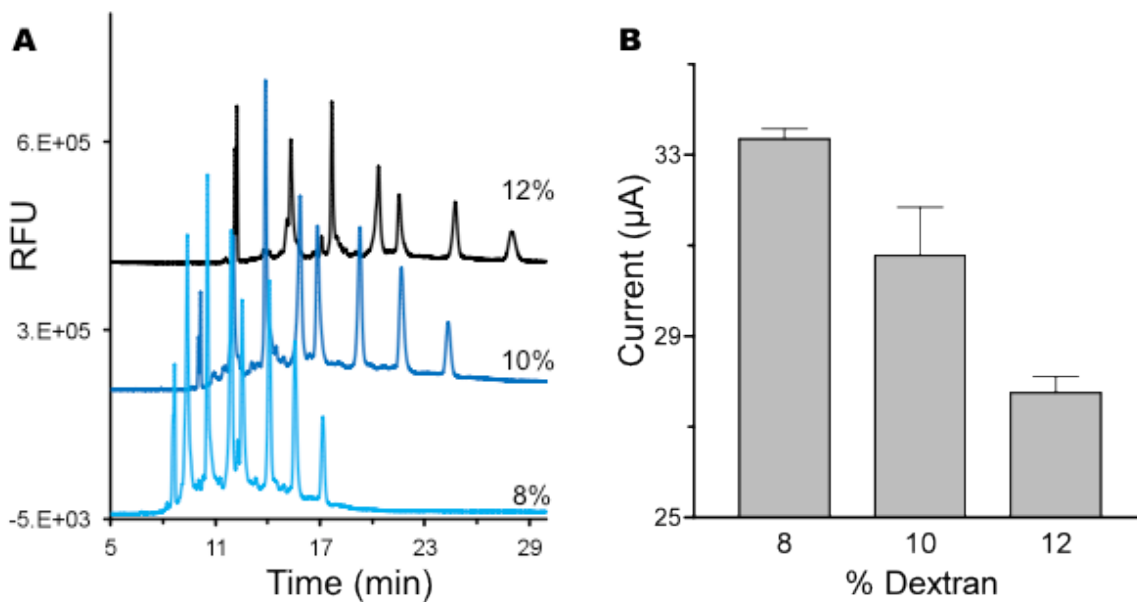 A
RFU
6.E+05
3.E+05
-5.E+03
12%
10%
8%
5 11 17 23 29
Time (min)
B
Current (µA)
33
29
25
8 10 12
% Dextran